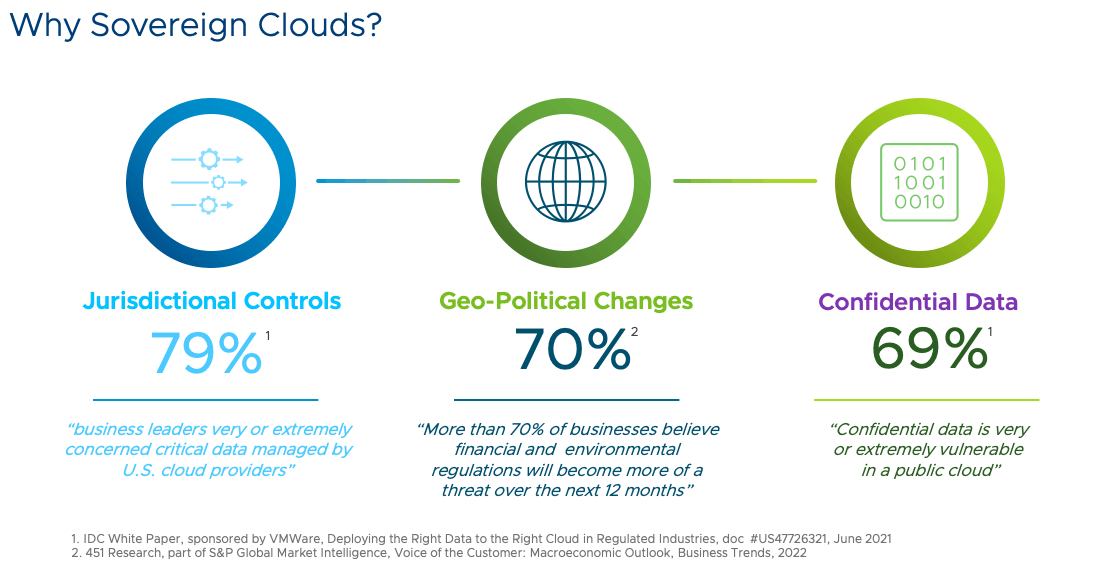 Why Sovereign Clouds?
0101
1001
0010
Jurisdictional Controls
79%¹
“business leaders very or extremely
concerned critical data managed by
U.S. cloud providers”
Geo-Political Changes
70%²
“More than 70% of businesses believe
financial and  environmental
regulations will become more of a
threat over the next 12 months”
Confidential Data
69%¹
“Confidential data is very
or extremely vulnerable
in a public cloud”
1. IDC White Paper, sponsored by VMWare, Deploying the Right Data to the Right Cloud in Regulated Industries, doc  #US47726321, June 2021
2. 451 Research, part of S&P Global Market Intelligence, Voice of the Customer: Macroeconomic Outlook, Business Trends, 2022